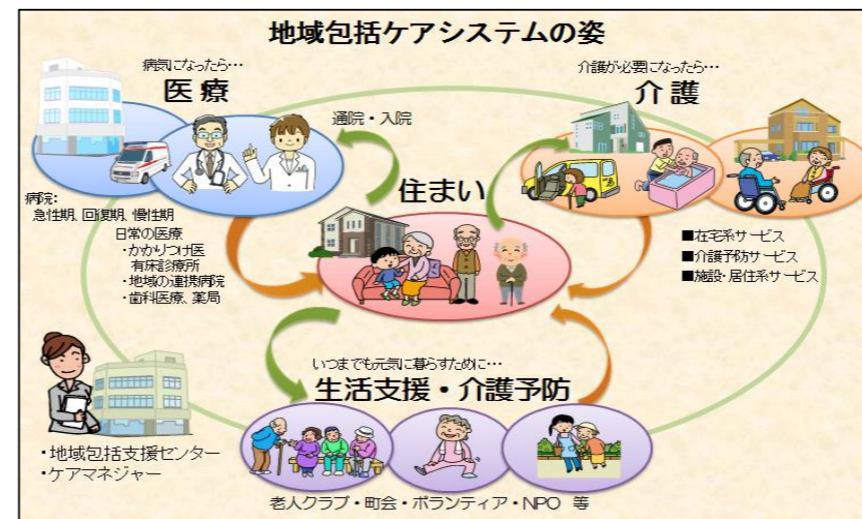 地域包括ケアシステムの姿
病気になったら…
医療
通院・入院
介護が必要になったら…
介護
病院:
急性期、回復期、慢性期
日常の医療
・かかりつけ医
有床診療所
・地域の連携病院
・歯科医療、薬局
住まい
■在宅系サービス
■介護予防サービス
■施設・居住系サービス
いつまでも元気に暮らすために…
生活支援・介護予防
・地域包括支援センター
・ケアマネジャー
老人クラブ・町会・ボランティア・NPO 等